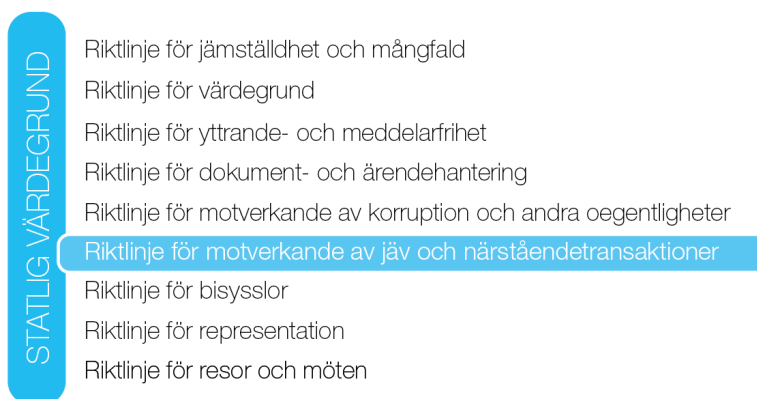 STATLIG VÄRDEGRUND
Riktlinje för jämställdhet och mångfald
Riktlinje för värdegrund
Riktlinje för yttrande- och meddelarfrihet
Riktlinje för dokument- och ärendehantering
Riktlinje för motverkande av korruption och andra oegentligheter
Riktlinje för motverkande av jäv och närståendetransaktioner
Riktlinje för bisysslor
Riktlinje för representation
Riktlinje för resor och möten